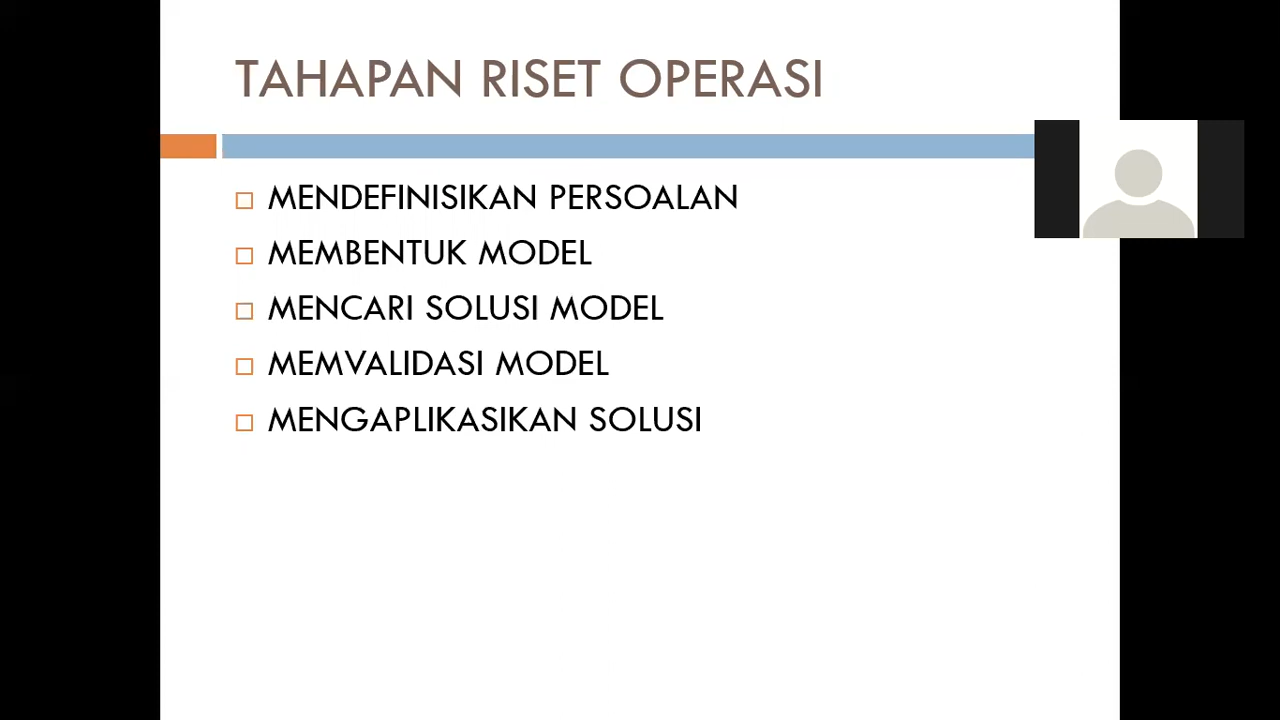 TAHAPAN RISET OPERASI
MENDEFINISIKAN PERSOALAN
MEMBENTUK MODEL
MENCARI SOLUSI MODEL
MEMVALIDASI MODEL
MENGAPLIKASIKAN SOLUSI